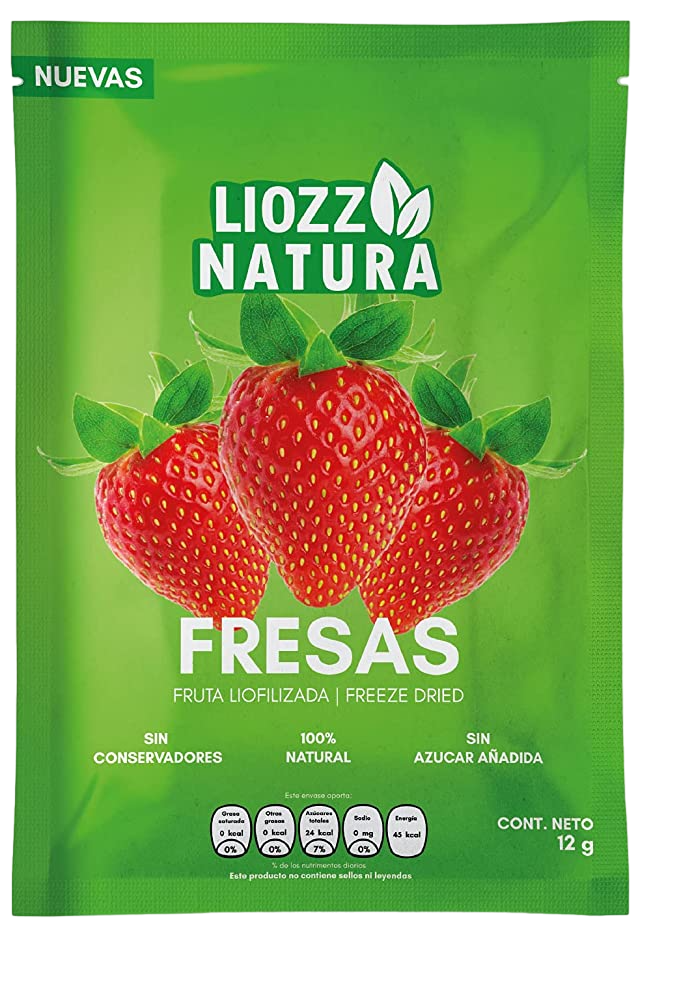 NUEVAS
LIOZZ
NATURA
FRESAS
FRUTA LIOFILIZADA | FREEZE DRIED
SIN
CONSERVADORES
100%
NATURAL
SIN
AZUCAR AÑADIDA
Este envase aporta:
Grasa saturada
0 kcal
0%
Otras grasas
0 kcal
0%
Azúcares totales
24 kcal
7%
Sodio
0 mg
0%
Energía
45 kcal
% de los nutrimentos diarios
Este producto no contiene sellos ni leyendas
CONT. NETO
12 g